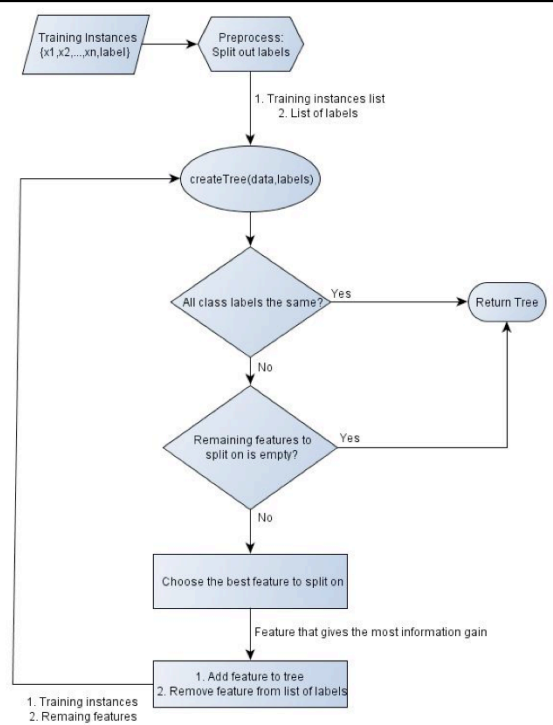 Training Instances
{x1,x2,...,xn,label}
Preprocess:
Split out labels
1. Training instances list
2. List of labels
createTree(data,labels)
All class labels the same?
Yes
Return Tree
No
Remaining features to
split on is empty?
Yes
No
Choose the best feature to split on
Feature that gives the most information gain
1. Add feature to tree
2. Remove feature from list of labels
1. Training instances
2. Remaing features